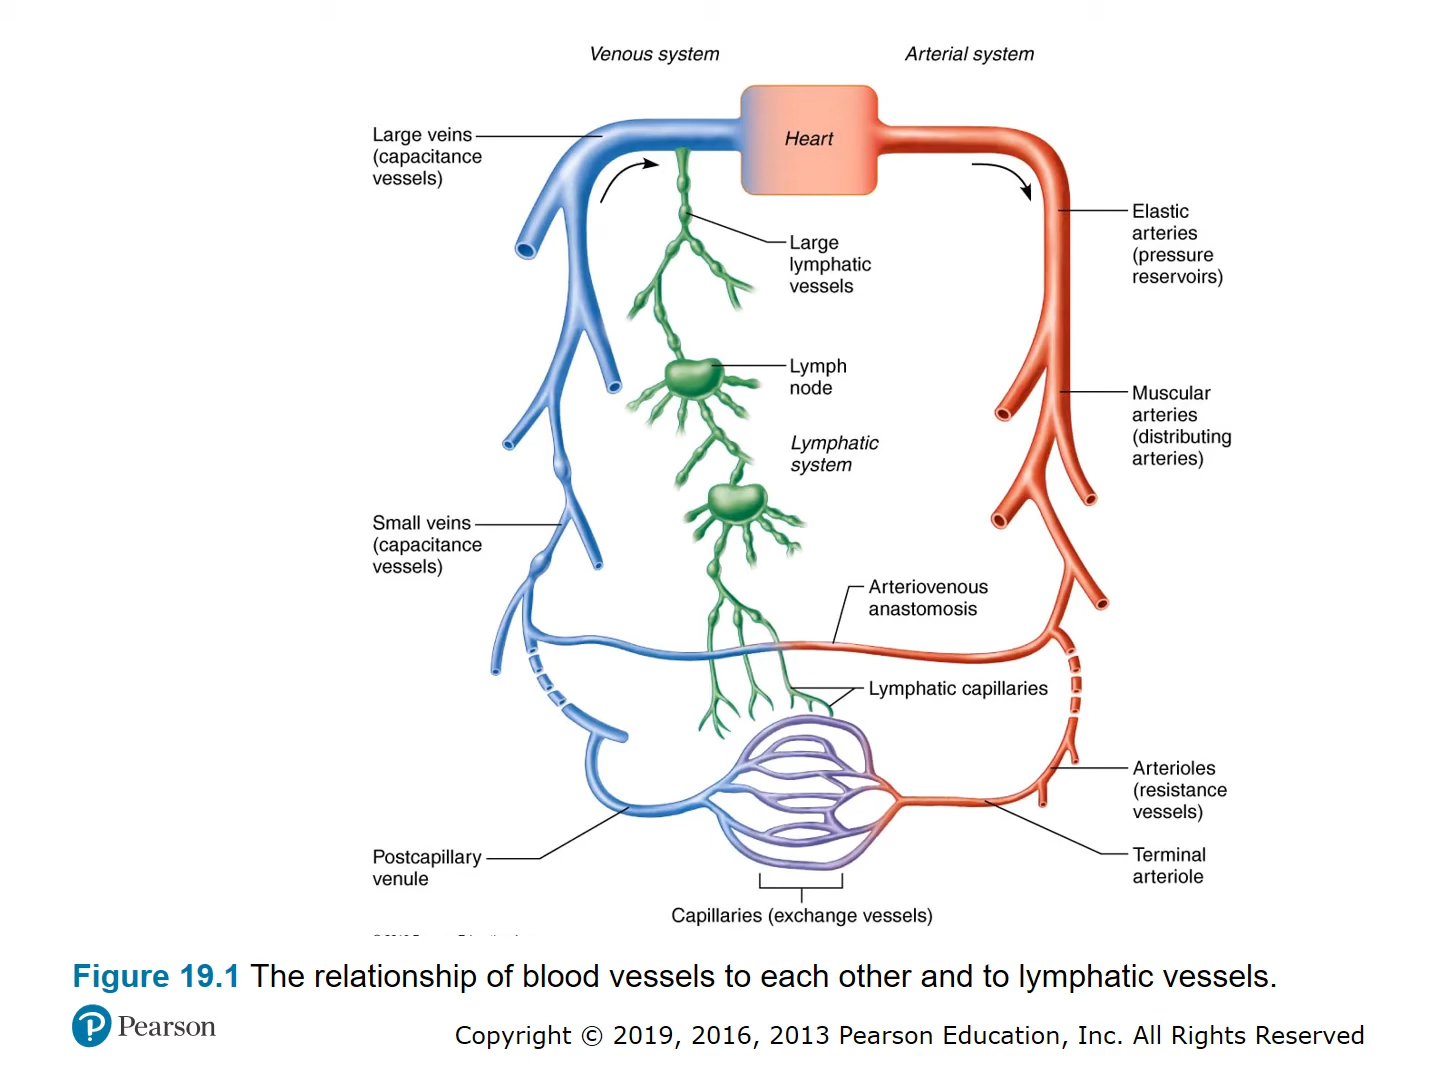 Venous system
Arterial system
Heart
Large veins
(capacitance
vessels)
Elastic
arteries
(pressure
reservoirs)
Large
lymphatic
vessels
Lymph
node
Muscular
arteries
(distributing
arteries)
Lymphatic
system
Small veins
(capacitance
vessels)
Arteriovenous
anastomosis
Lymphatic capillaries
Arterioles
(resistance
vessels)
Postcapillary
venule
Terminal
arteriole
Capillaries (exchange vessels)
Figure 19.1 The relationship of blood vessels to each other and to lymphatic vessels.
P Pearson
Copyright © 2019, 2016, 2013 Pearson Education, Inc. All Rights Reserved